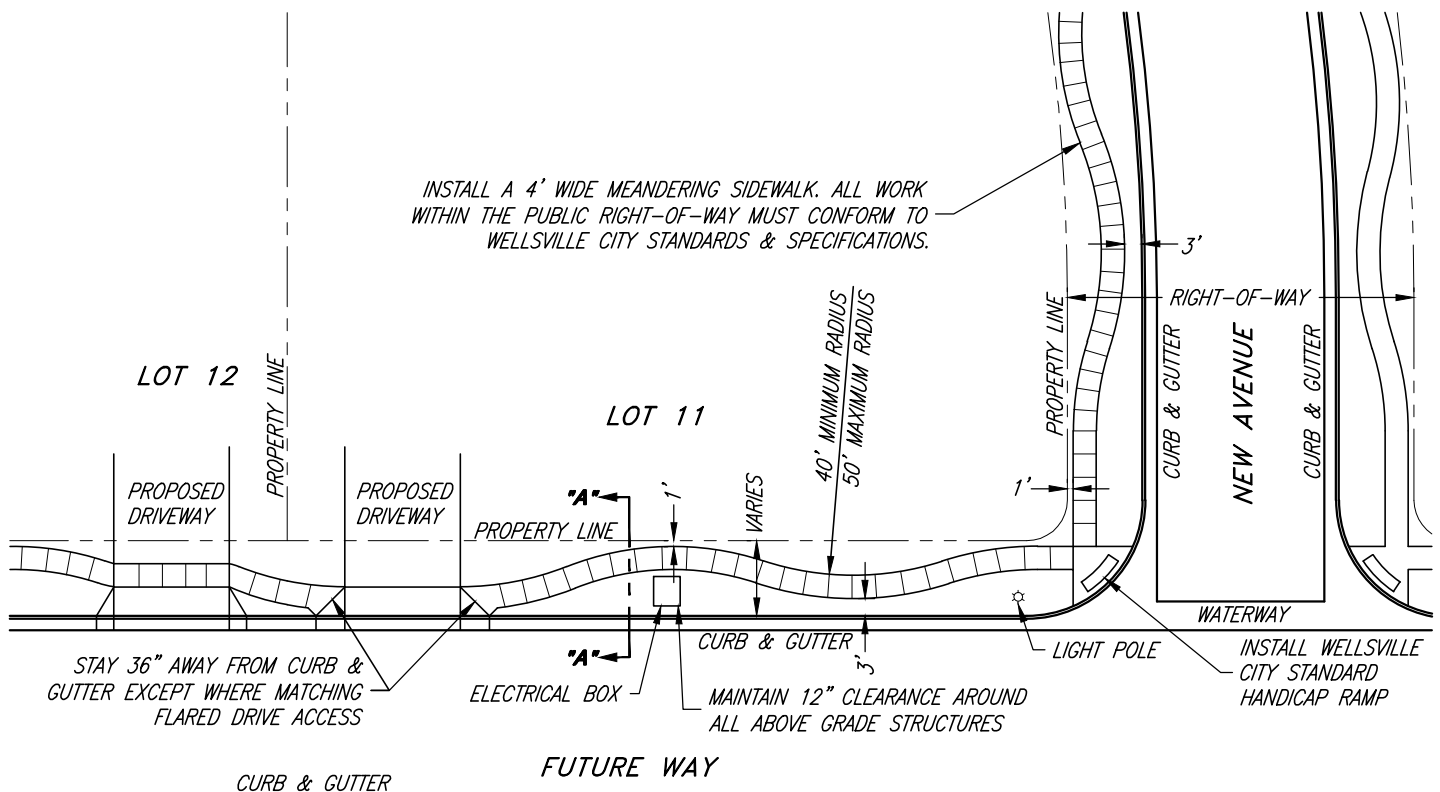 INSTALL A 4' WIDE MEANDERING SIDEWALK. ALL WORK
WITHIN THE PUBLIC RIGHT-OF-WAY MUST CONFORM TO
WELLSVILLE CITY STANDARDS & SPECIFICATIONS.
3'
RIGHT-OF-WAY
PROPERTY LINE
CURB & GUTTER
NEW AVENUE
CURB & GUTTER
LOT 12
PROPERTY LINE
LOT 11
40' MINIMUM RADIUS
50' MAXIMUM RADIUS
PROPOSED
DRIVEWAY
PROPOSED
DRIVEWAY
PROPERTY LINE
"A"
1'
VARIES
1'
WATERWAY
CURB & GUTTER
3'
"A"
LIGHT POLE
INSTALL WELLSVILLE
CITY STANDARD
HANDICAP RAMP
STAY 36" AWAY FROM CURB &
GUTTER EXCEPT WHERE MATCHING
FLARED DRIVE ACCESS
ELECTRICAL BOX
MAINTAIN 12" CLEARANCE AROUND
ALL ABOVE GRADE STRUCTURES
FUTURE WAY
CURB & GUTTER